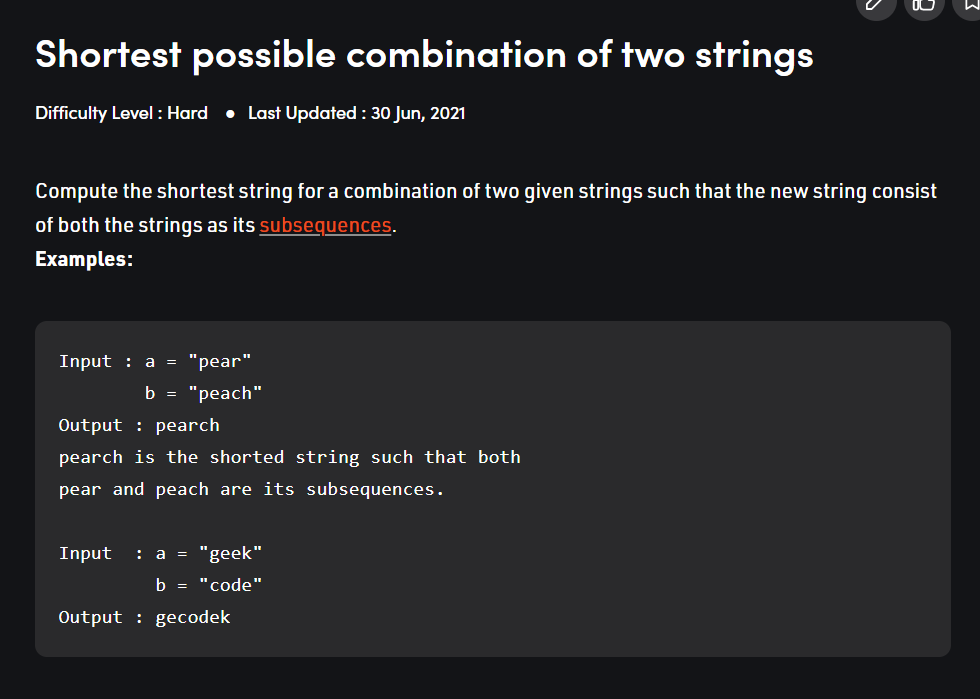 Shortest possible combination of two strings
Difficulty Level : Hard ● Last Updated : 30 Jun, 2021
Compute the shortest string for a combination of two given strings such that the new string consist
of both the strings as its subsequences.
Examples:
Input : a = "pear"
b = "peach"
Output : pearch
pearch is the shorted string such that both
pear and peach are its subsequences.
Input  : a = "geek"
b = "code"
Output : gecodek